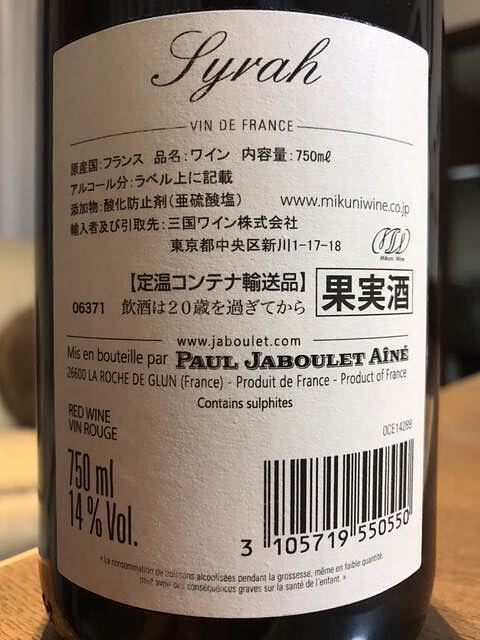 Syrah
VIN DE FRANCE
原産国:フランス 品名:ワイン 内容量:750mℓ
アルコール分:ラベル上に記載
添加物:酸化防止剤(亜硫酸塩) www.mikuniwine.co.jp
輸入者及び引取先:三国ワイン株式会社
東京都中央区新川1-17-18
Mikuni Wine
【定温コンテナ輸送品】
06371 飲酒は20歳を過ぎてから
果実酒
www.jaboulet.com
Mis en bouteille par PAUL JABOULET AÎNÉ
26600 LA ROCHE DE GLUN (France) - Produit de France - Product of France
Contains sulphites
RED WINE
VIN ROUGE
OCE14288
750 ml
14 % Vol.
3 105719 550550
« La consommation de boissons alcoolisées pendant la grossesse, même en faible quantité,
peut avoir des conséquences graves sur la santé de l'enfant. »